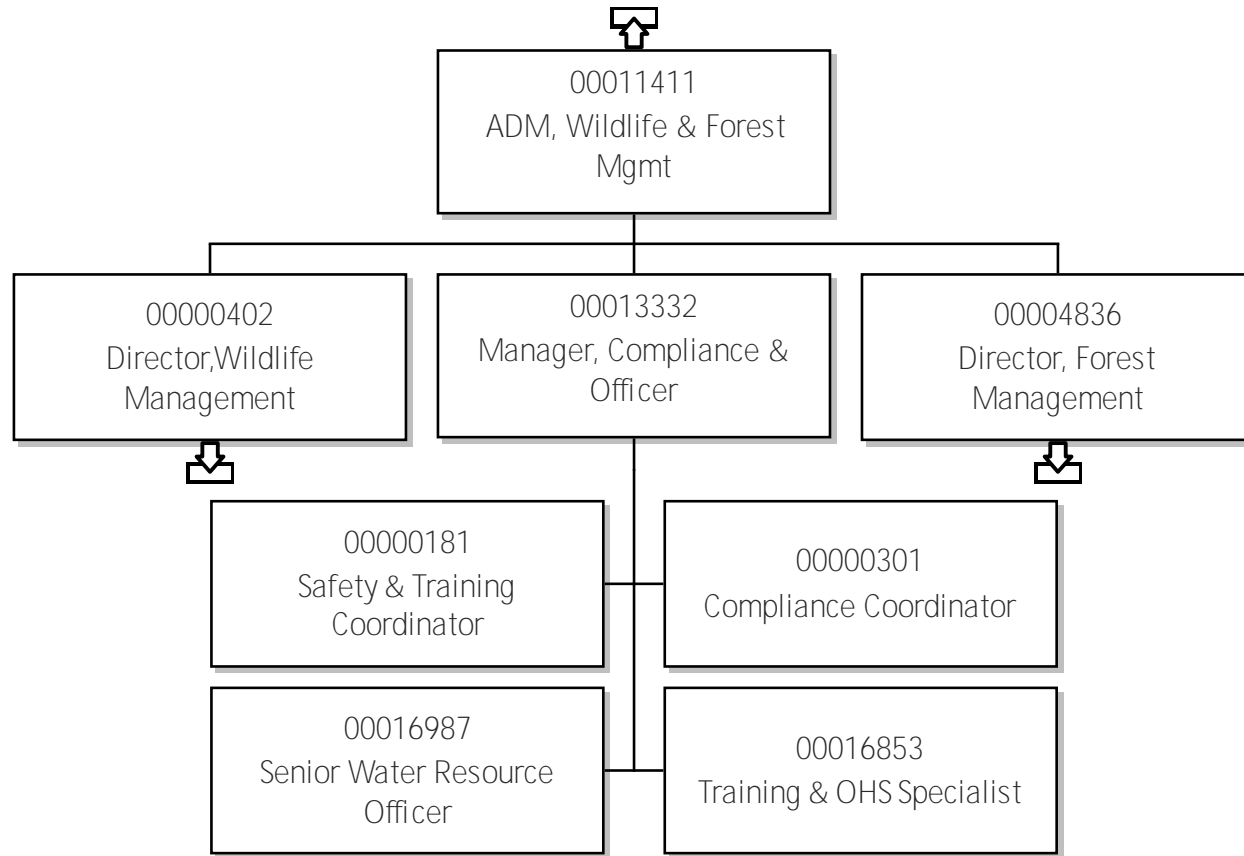 00011411
ADM, Wildlife & Forest
Mgmt
00000402
Director,Wildlife
Management
00013332
Manager, Compliance &
Officer
00004836
Director, Forest
Management
00000181
Safety & Training
Coordinator
00000301
Compliance Coordinator
00016987
Senior Water Resource
Officer
00016853
Training & OHS Specialist